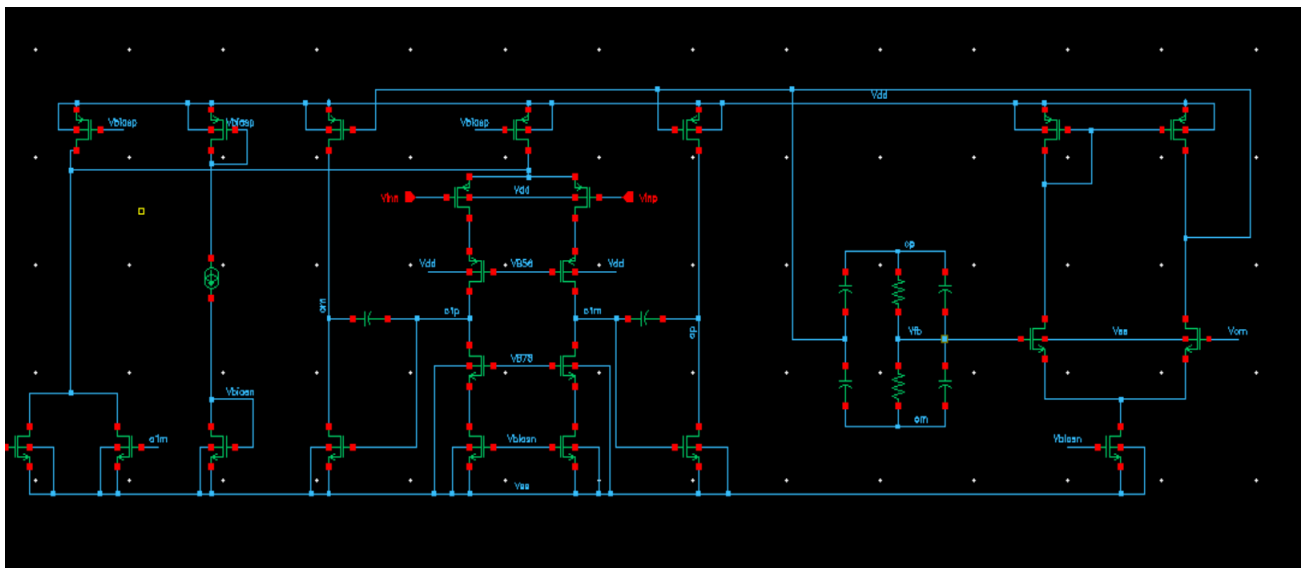 Vdd
Vbiasp
Vbiasp
Vbiasp
Vinn
Vdd
Vinp
Vdd
VB56
Vdd
op
om
o1p
o1m
op
Vfb
Vss
Vom
VB78
Vbiasn
om
o1m
Vbiasn
Vbiasn
Vss